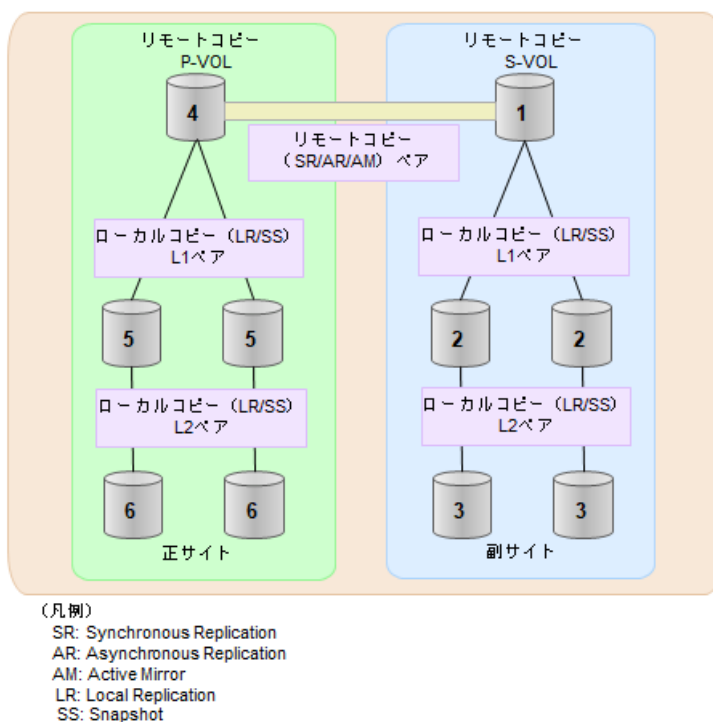 リモートコピー
P-VOL
リモートコピー
S-VOL
4
1
リモートコピー
（SR/AR/AM）ペア
ローカルコピー（LR/SS）
L1ペア
ローカルコピー（LR/SS）
L1ペア
5
5
2
2
ローカルコピー（LR/SS）
L2ペア
ローカルコピー（LR/SS）
L2ペア
6
6
3
3
正サイト
副サイト
（凡例）
SR: Synchronous Replication
AR: Asynchronous Replication
AM: Active Mirror
LR: Local Replication
SS: Snapshot